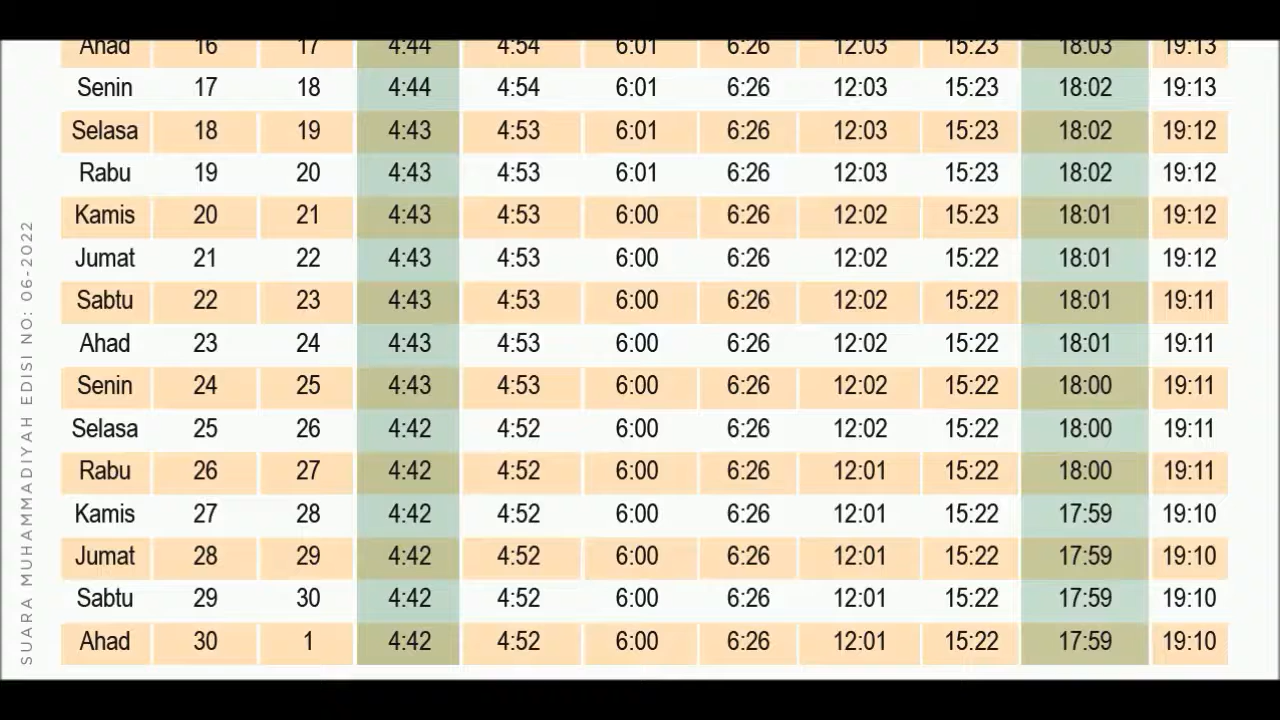 Ahad 16 17 4:44 4:54 6:01 6:26 12:03 15:23 18:03 19:13
Senin 17 18 4:44 4:54 6:01 6:26 12:03 15:23 18:02 19:13
Selasa 18 19 4:43 4:53 6:01 6:26 12:03 15:23 18:02 19:12
Rabu 19 20 4:43 4:53 6:01 6:26 12:03 15:23 18:02 19:12
Kamis 20 21 4:43 4:53 6:00 6:26 12:02 15:23 18:01 19:12
Jumat 21 22 4:43 4:53 6:00 6:26 12:02 15:22 18:01 19:12
Sabtu 22 23 4:43 4:53 6:00 6:26 12:02 15:22 18:01 19:11
Ahad 23 24 4:43 4:53 6:00 6:26 12:02 15:22 18:01 19:11
Senin 24 25 4:43 4:53 6:00 6:26 12:02 15:22 18:00 19:11
Selasa 25 26 4:42 4:52 6:00 6:26 12:02 15:22 18:00 19:11
Rabu 26 27 4:42 4:52 6:00 6:26 12:01 15:22 18:00 19:11
Kamis 27 28 4:42 4:52 6:00 6:26 12:01 15:22 17:59 19:10
Jumat 28 29 4:42 4:52 6:00 6:26 12:01 15:22 17:59 19:10
Sabtu 29 30 4:42 4:52 6:00 6:26 12:01 15:22 17:59 19:10
Ahad 30 1 4:42 4:52 6:00 6:26 12:01 15:22 17:59 19:10
SUARA MUHAMMADIYAH EDISI NO: 06-2022